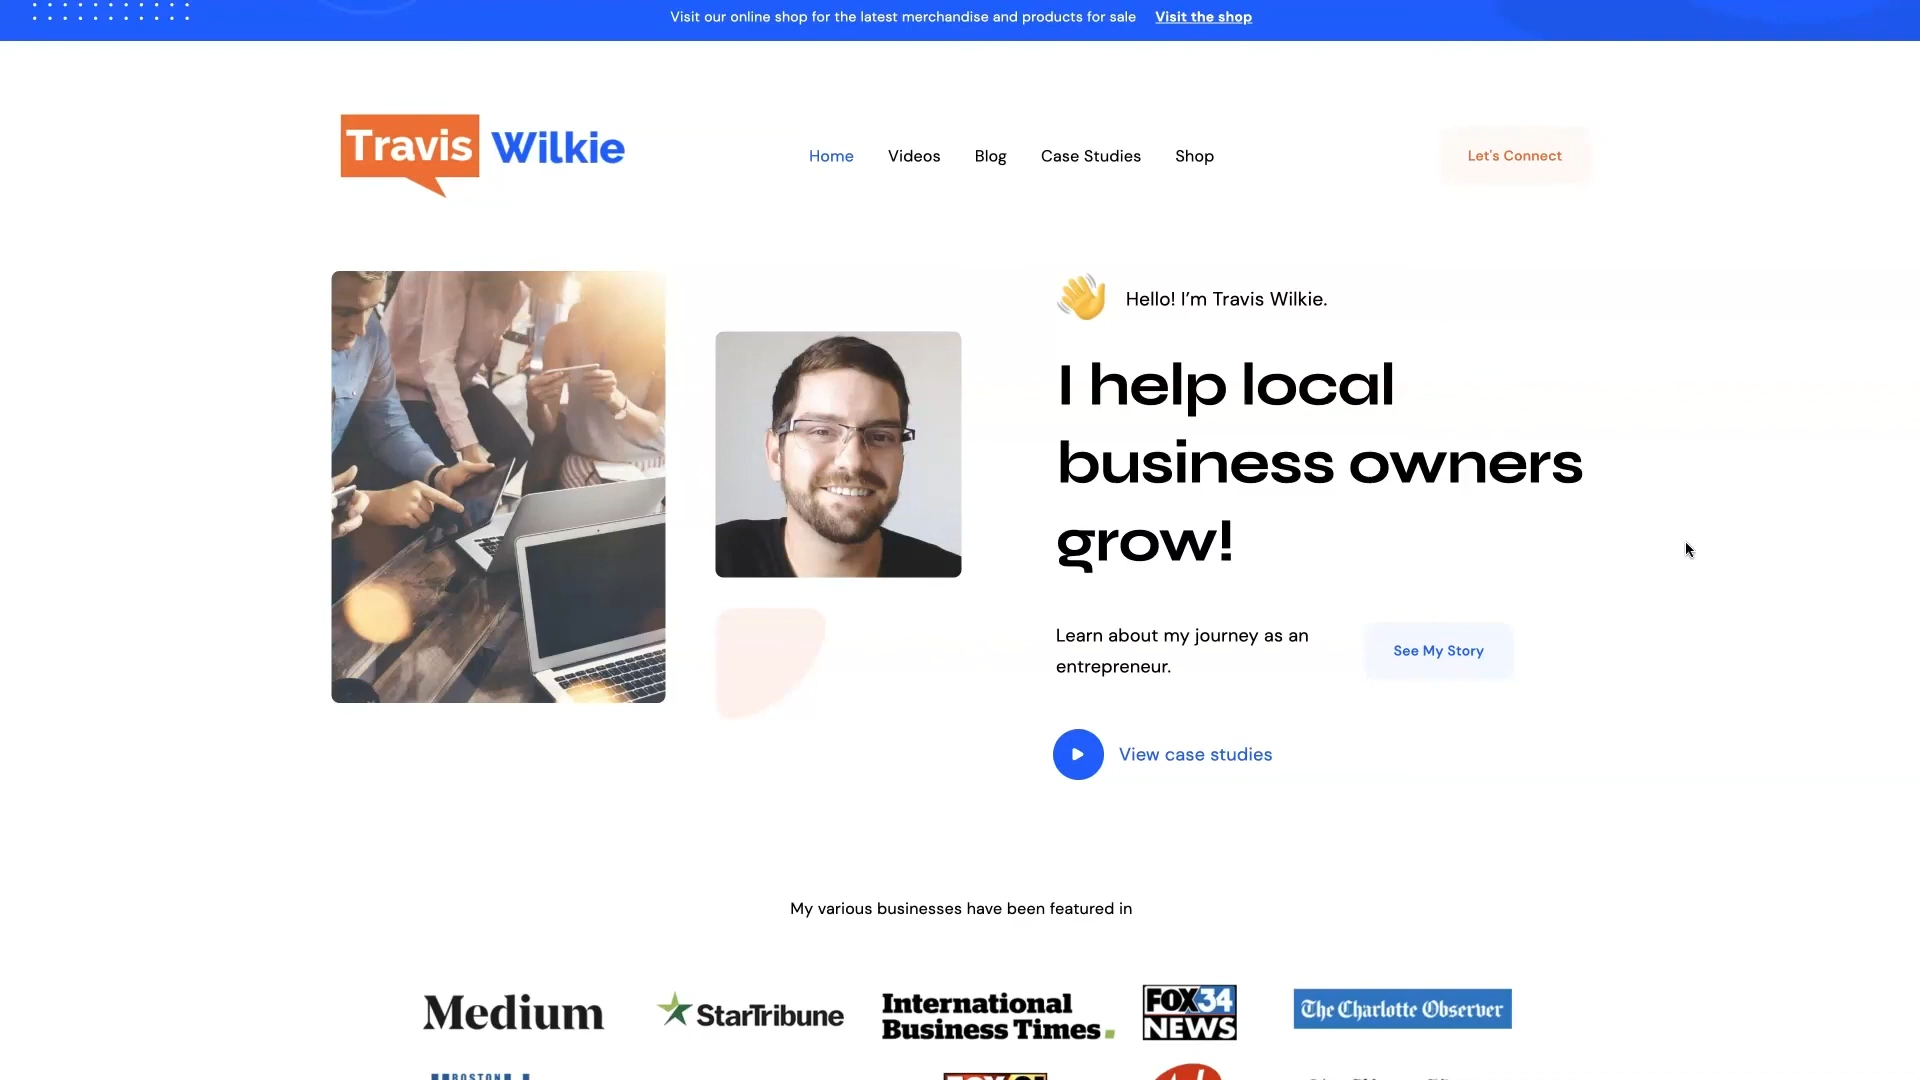 Visit our online shop for the latest merchandise and products for sale Visit the shop
Travis Wilkie
Home Videos Blog Case Studies Shop
Let's Connect
Hello! I’m Travis Wilkie.
I help local
business owners
grow!
Learn about my journey as an
entrepreneur.
See My Story
View case studies
My various businesses have been featured in
Medium
StarTribune
International
Business Times.
FOX34
NEWS
The Charlotte Observer
BOSTON